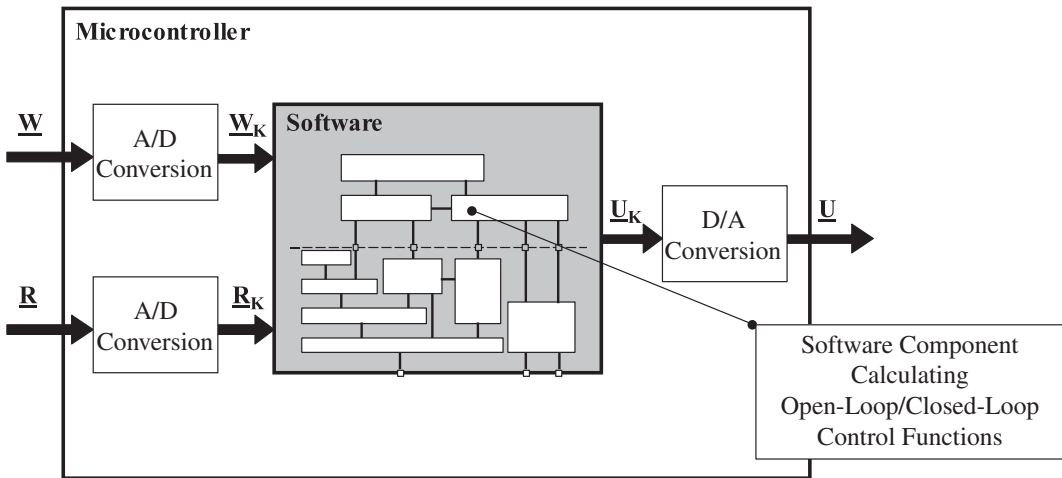 Microcontroller
W
A/D
Conversion
W_K
Software
R
A/D
Conversion
R_K
U_K
D/A
Conversion
U
Software Component
Calculating
Open-Loop/Closed-Loop
Control Functions